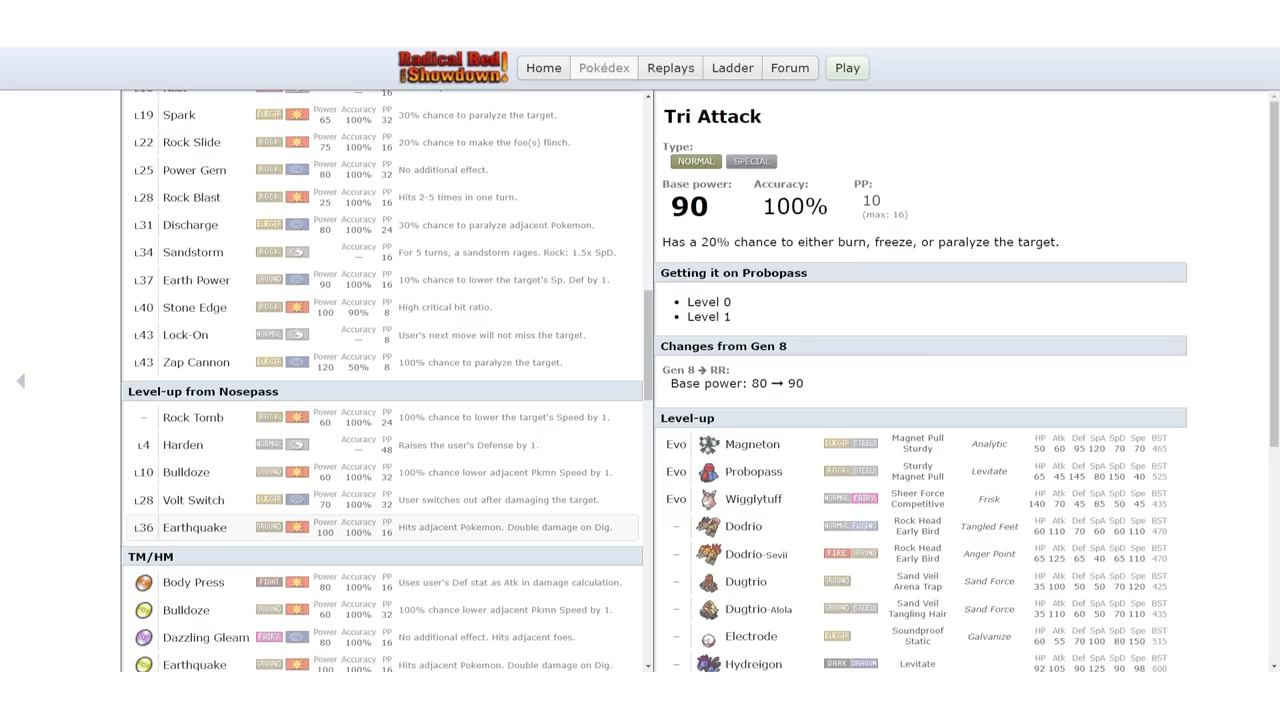 Radical Red
Showdown!
Home Pokédex Replays Ladder Forum Play
— 16
L19 Spark ELECTR Power 65 Accuracy 100% PP 32 30% chance to paralyze the target.
L22 Rock Slide ROCK Power 75 Accuracy 100% PP 16 20% chance to make the foe(s) flinch.
L25 Power Gem ROCK Power 80 Accuracy 100% PP 32 No additional effect.
L28 Rock Blast ROCK Power 25 Accuracy 100% PP 16 Hits 2-5 times in one turn.
L31 Discharge ELECTR Power 80 Accuracy 100% PP 24 30% chance to paralyze adjacent Pokemon.
L34 Sandstorm ROCK Accuracy — PP 16 For 5 turns, a sandstorm rages. Rock: 1.5x SpD.
L37 Earth Power GROUND Power 90 Accuracy 100% PP 16 10% chance to lower the target's Sp. Def by 1.
L40 Stone Edge ROCK Power 100 Accuracy 90% PP 8 High critical hit ratio.
L43 Lock-On NORMAL Accuracy — PP 8 User's next move will not miss the target.
L43 Zap Cannon ELECTR Power 120 Accuracy 50% PP 8 100% chance to paralyze the target.
Level-up from Nosepass
– Rock Tomb ROCK Power 60 Accuracy 100% PP 24 100% chance to lower the target's Speed by 1.
L4 Harden NORMAL Accuracy — PP 48 Raises the user's Defense by 1.
L10 Bulldoze GROUND Power 60 Accuracy 100% PP 32 100% chance lower adjacent Pkmn Speed by 1.
L28 Volt Switch ELECTR Power 70 Accuracy 100% PP 32 User switches out after damaging the target.
L36 Earthquake GROUND Power 100 Accuracy 100% PP 16 Hits adjacent Pokemon. Double damage on Dig.
TM/HM
Body Press FIGHT Power 80 Accuracy 100% PP 16 Uses user's Def stat as Atk in damage calculation.
Bulldoze GROUND Power 60 Accuracy 100% PP 32 100% chance lower adjacent Pkmn Speed by 1.
Dazzling Gleam FAIRY Power 80 Accuracy 100% PP 16 No additional effect. Hits adjacent foes.
Earthquake GROUND Power 100 Accuracy 100% PP 16 Hits adjacent Pokemon. Double damage on Dig.
Tri Attack
Type:
NORMAL SPECIAL
Base power: Accuracy: PP:
90 100% 10
(max: 16)
Has a 20% chance to either burn, freeze, or paralyze the target.
Getting it on Probopass
• Level 0
• Level 1
Changes from Gen 8
Gen 8 ➔ RR:
Base power: 80 ➞ 90
Level-up
Evo Magneton ELECTR STEEL Magnet Pull Sturdy Analytic HP 50 Atk 60 Def 95 SpA 120 SpD 70 Spe 70 BST 465
Evo Probopass ROCK STEEL Sturdy Magnet Pull Levitate HP 65 Atk 45 Def 145 SpA 80 SpD 150 Spe 40 BST 525
Evo Wigglytuff NORMAL FAIRY Sheer Force Competitive Frisk HP 140 Atk 70 Def 45 SpA 85 SpD 50 Spe 45 BST 435
– Dodrio NORMAL FLYING Rock Head Early Bird Tangled Feet HP 60 Atk 110 Def 70 SpA 60 SpD 60 Spe 110 BST 470
– Dodrio-Sevii FIRE GROUND Rock Head Early Bird Anger Point HP 65 Atk 125 Def 65 SpA 40 SpD 65 Spe 110 BST 470
– Dugtrio GROUND Sand Veil Arena Trap Sand Force HP 35 Atk 100 Def 50 SpA 50 SpD 70 Spe 120 BST 425
– Dugtrio-Alola GROUND STEEL Sand Veil Tangling Hair Sand Force HP 35 Atk 110 Def 60 SpA 50 SpD 70 Spe 110 BST 435
– Electrode ELECTR Soundproof Static Galvanize HP 60 Atk 55 Def 70 SpA 100 SpD 80 Spe 150 BST 515
– Hydreigon DARK DRAGON Levitate HP 92 Atk 105 Def 90 SpA 125 SpD 90 Spe 98 BST 600